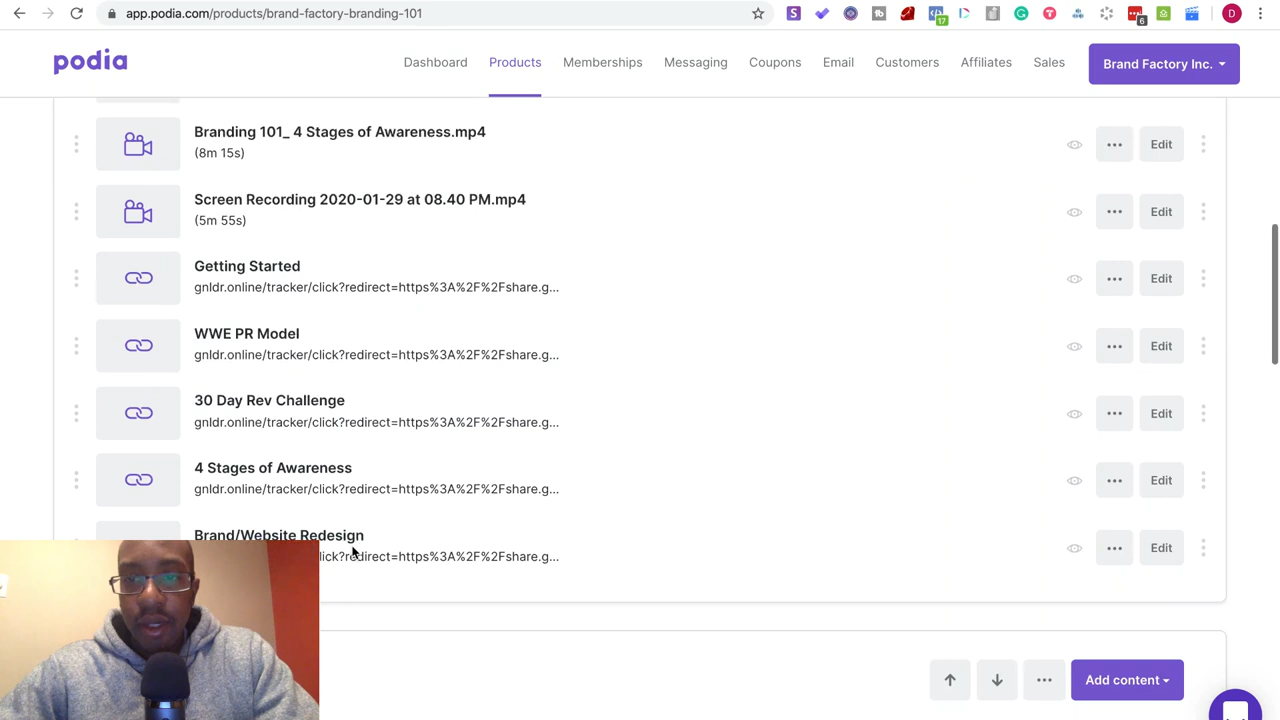 app.podia.com/products/brand-factory-branding-101
17
6
D
podia
Dashboard
Products
Memberships
Messaging
Coupons
Email
Customers
Affiliates
Sales
Brand Factory Inc.
Branding 101_ 4 Stages of Awareness.mp4
(8m 15s)
Edit
Screen Recording 2020-01-29 at 08.40 PM.mp4
(5m 55s)
Edit
Getting Started
gnldr.online/tracker/click?redirect=https%3A%2F%2Fshare.g...
Edit
WWE PR Model
gnldr.online/tracker/click?redirect=https%3A%2F%2Fshare.g...
Edit
30 Day Rev Challenge
gnldr.online/tracker/click?redirect=https%3A%2F%2Fshare.g...
Edit
4 Stages of Awareness
gnldr.online/tracker/click?redirect=https%3A%2F%2Fshare.g...
Edit
Brand/Website Redesign
lick?redirect=https%3A%2F%2Fshare.g...
Edit
Add content